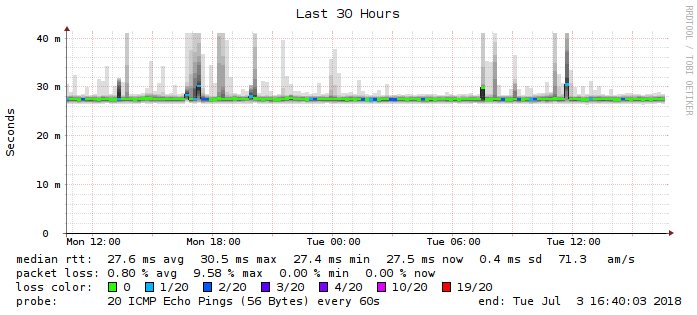 Last 30 Hours
RRDTOOL / TOBI OETIKER
Seconds
40 m
30 m
20 m
10 m
0
Mon 12:00 Mon 18:00 Tue 00:00 Tue 06:00 Tue 12:00
median rtt: 27.6 ms avg 30.5 ms max 27.4 ms min 27.5 ms now 0.4 ms sd 71.3 am/s
packet loss: 0.80 % avg 9.58 % max 0.00 % min 0.00 % now
loss color: 0 1/20 2/20 3/20 4/20 10/20 19/20
probe: 20 ICMP Echo Pings (56 Bytes) every 60s end: Tue Jul 3 16:40:03 2018